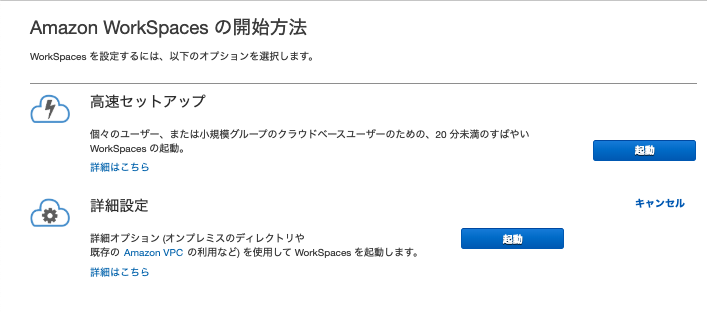 Amazon WorkSpaces の開始方法
WorkSpaces を設定するには、以下のオプションを選択します。
高速セットアップ
個々のユーザー、または小規模グループのクラウドベースユーザーのための、20 分未満のすばやい
WorkSpaces の起動。
起動
詳細はこちら
詳細設定
キャンセル
詳細オプション (オンプレミスのディレクトリや
既存の Amazon VPC の利用など) を使用して WorkSpaces を起動します。
起動
詳細はこちら